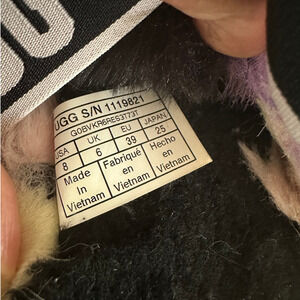 UGG S/N 1119821
G0BVKR6RES3T73T
USA UK EU JAPAN
8 6 39 25
Made Fabriqué Hecho
in en en
Vietnam Vietnam Vietnam